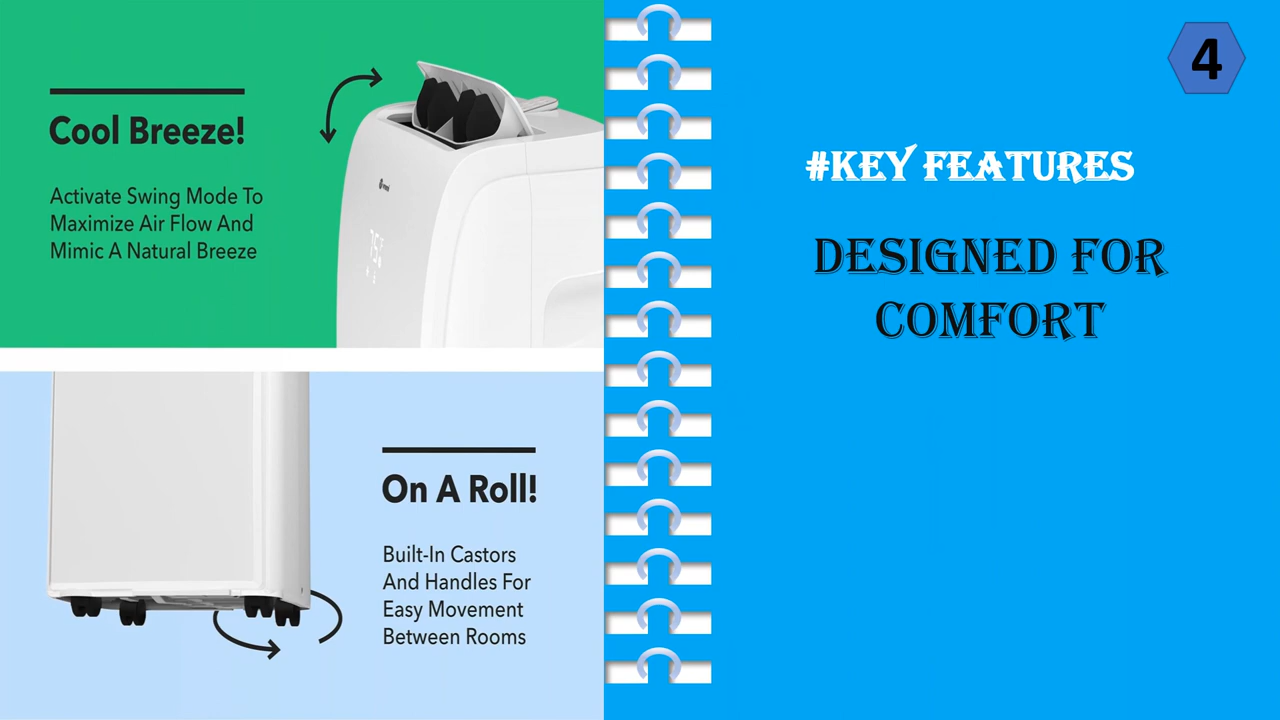 Cool Breeze!
Activate Swing Mode To
Maximize Air Flow And
Mimic A Natural Breeze
75°F
On A Roll!
Built-In Castors
And Handles For
Easy Movement
Between Rooms
4
#KEY FEATURES
DESIGNED FOR
COMFORT